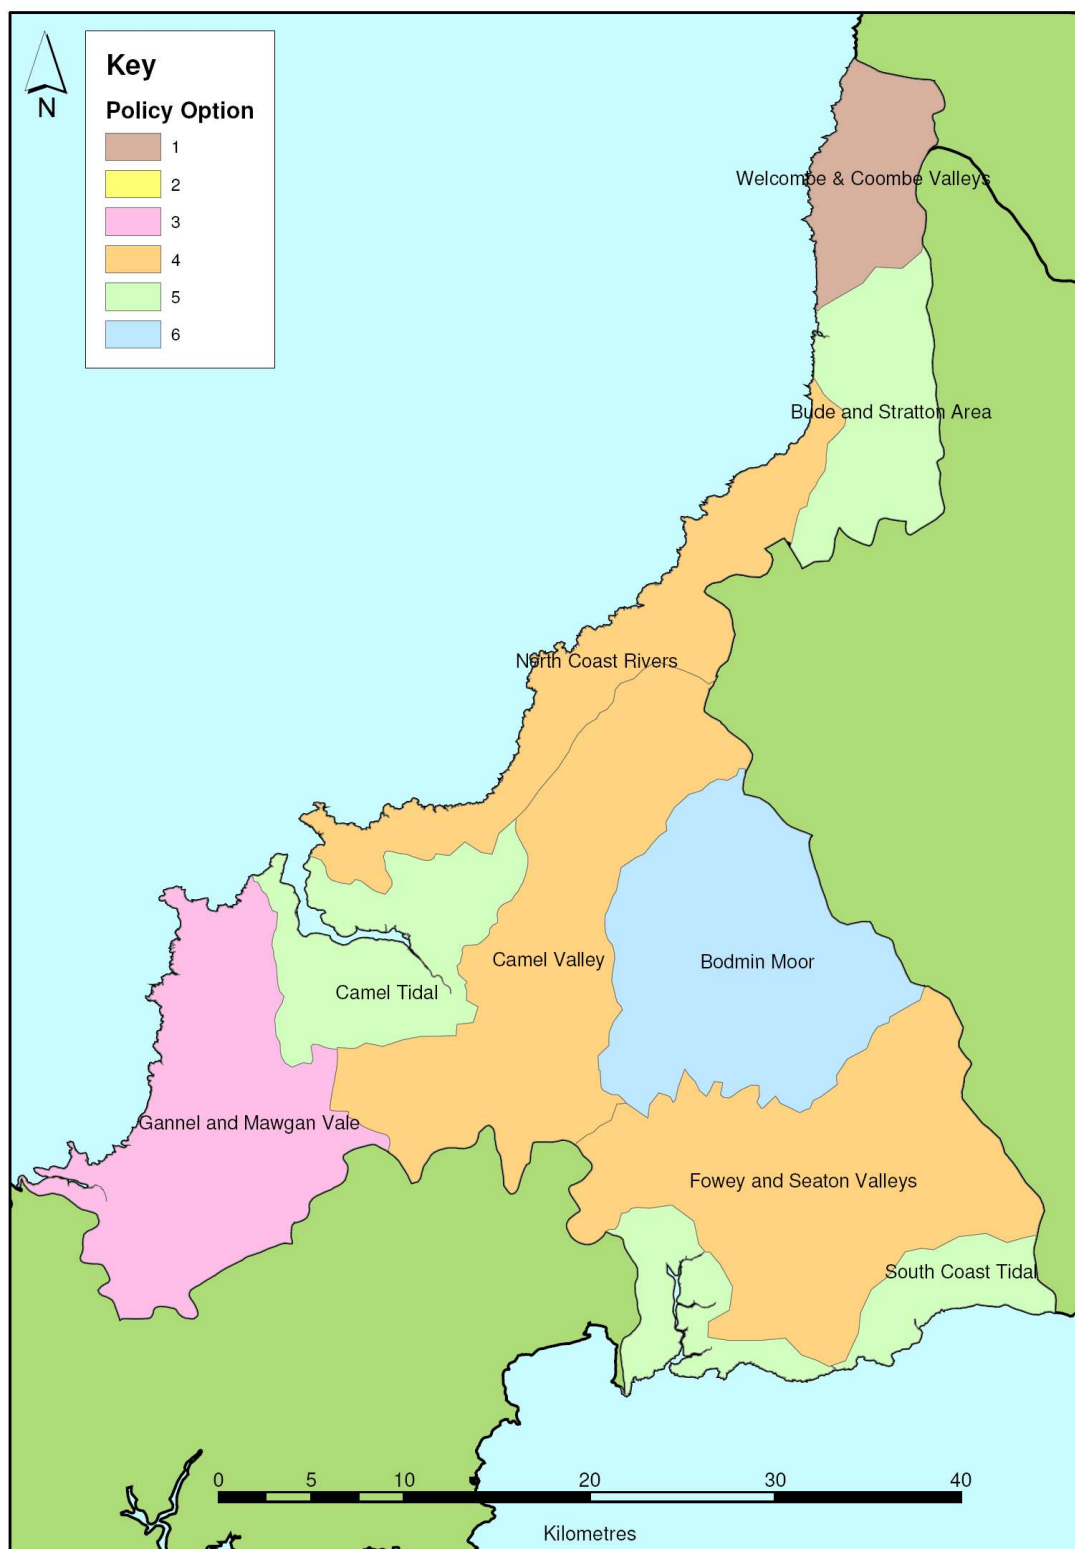 N
Key
Policy Option
1
2
3
4
5
6
Welcombe & Coombe Valleys
Bude and Stratton Area
North Coast Rivers
Camel Valley
Bodmin Moor
Camel Tidal
Gannel and Mawgan Vale
Fowey and Seaton Valleys
South Coast Tidal
0 5 10 20 30 40
Kilometres